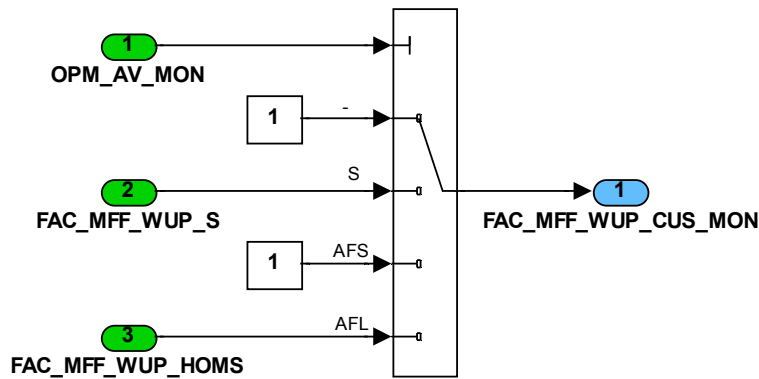 1
OPM_AV_MON
1
-
2
S
FAC_MFF_WUP_S
1
FAC_MFF_WUP_CUS_MON
1
AFS
3
AFL
FAC_MFF_WUP_HOMS